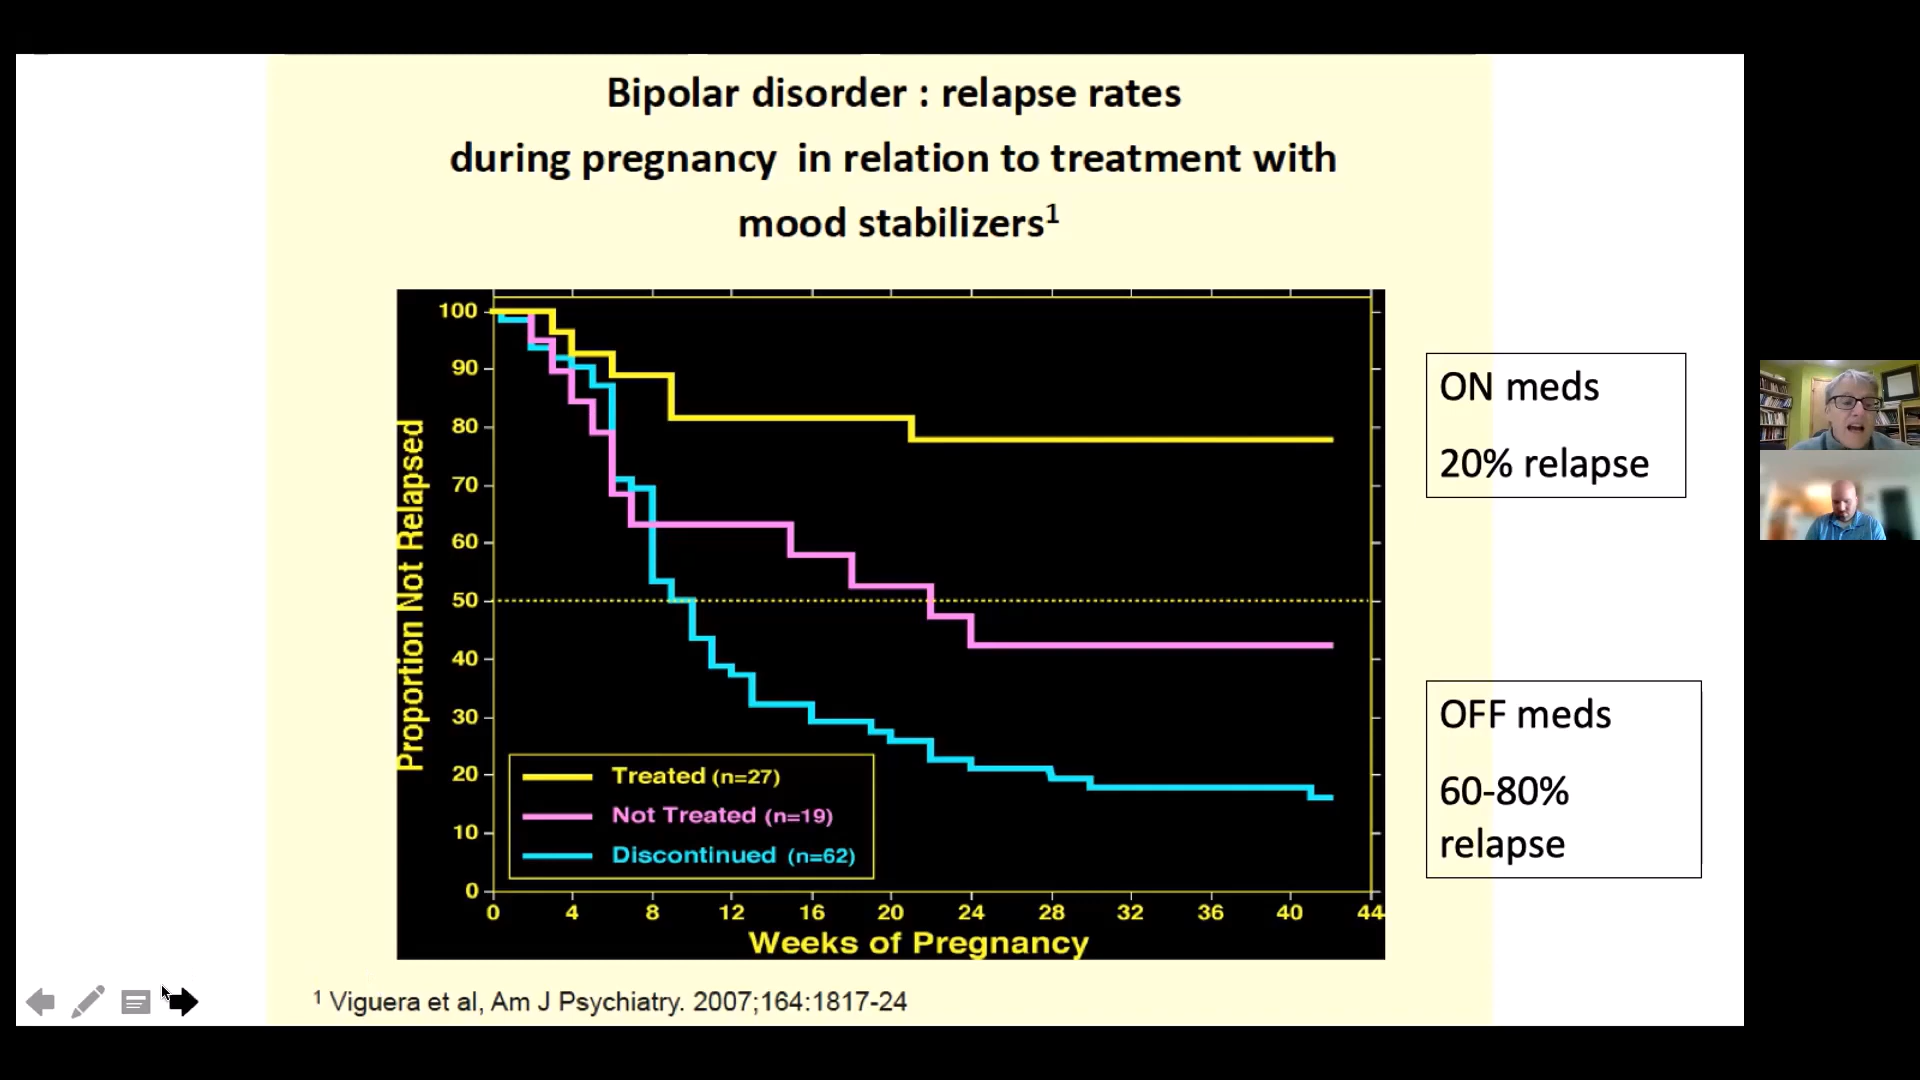 Bipolar disorder : relapse rates
during pregnancy in relation to treatment with
mood stabilizers1
Proportion Not Relapsed
100
90
80
70
60
50
40
30
20
10
0
Treated (n=27)
Not Treated (n=19)
Discontinued (n=62)
0 4 8 12 16 20 24 28 32 36 40 44
Weeks of Pregnancy
ON meds
20% relapse
OFF meds
60-80%
relapse
1 Viguera et al, Am J Psychiatry. 2007;164:1817-24